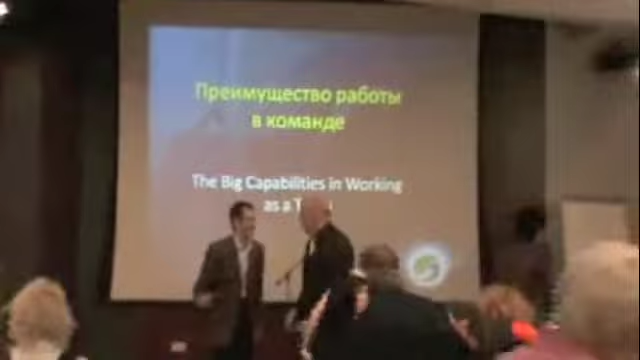 Преимущество работы
в команде
The Big Capabilities in Working
as a